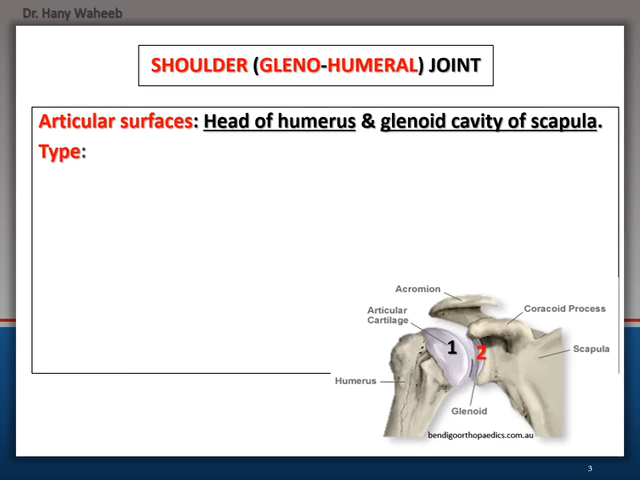 Dr. Hany Waheeb
SHOULDER (GLENO-HUMERAL) JOINT
Articular surfaces: Head of humerus & glenoid cavity of scapula.
Type:
Acromion
Articular
Cartilage
Coracoid Process
1
2
Scapula
Humerus
Glenoid
bendigoorthopaedics.com.au
3